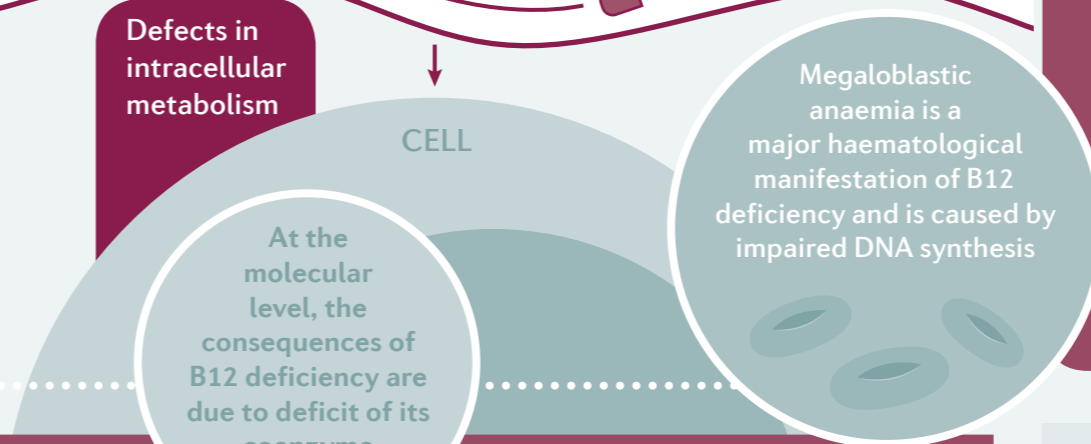 Defects in
intracellular
metabolism
CELL
At the
molecular
level, the
consequences of
B12 deficiency are
due to deficit of its
Megaloblastic
anaemia is a
major haematological
manifestation of B12
deficiency and is caused by
impaired DNA synthesis